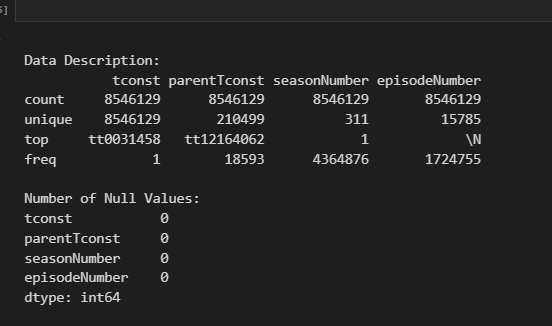 ]
Data Description:
tconst parentTconst seasonNumber episodeNumber
count 8546129 8546129 8546129 8546129
unique 8546129 210499 311 15785
top tt0031458 tt12164062 1 \N
freq 1 18593 4364876 1724755
Number of Null Values:
tconst 0
parentTconst 0
seasonNumber 0
episodeNumber 0
dtype: int64